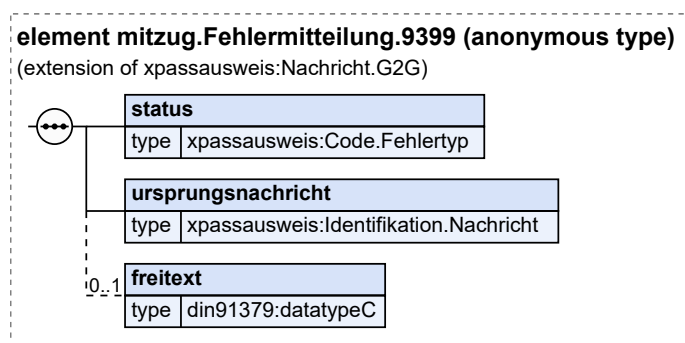 element mitzug.Fehlermitteilung.9399 (anonymous type)
(extension of xpassausweis:Nachricht.G2G)
status
type xpassausweis:Code.Fehlertyp
ursprungsnachricht
type xpassausweis:Identifikation.Nachricht
0..1 freitext
type din91379:datatypeC